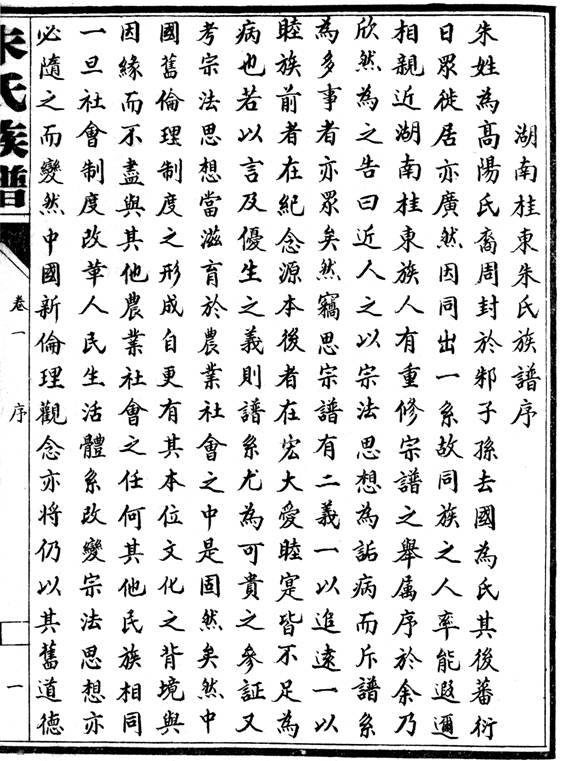 湖南桂東朱氏族譜序
朱姓為高陽氏裔周封於邾子孫去國為氏其後蕃衍
日眾徙居亦廣然因同出一系故同族之人率能遐邇
相親近湖南桂東族人有重修宗譜之舉属序於余乃
欣然為之告曰近人之以宗法思想為詬病而斥譜系
為多事者亦眾矣然竊思宗譜有二義一以追遠一以
睦族前者在紀念源本後者在宏大愛睦寔皆不足為
病也若以言及優生之義則譜系尤為可貴之參証又
考宗法思想當滋育於農業社會之中是固然矣然中
國舊倫理制度之形成自更有其本位文化之背境與
因緣而不盡與其他農業社會之任何其他民族相同
一旦社會制度改革人民生活體系改變宗法思想亦
必隨之而變然中國新倫理觀念亦將仍以其舊道德
朱氏族譜
卷一
序
一